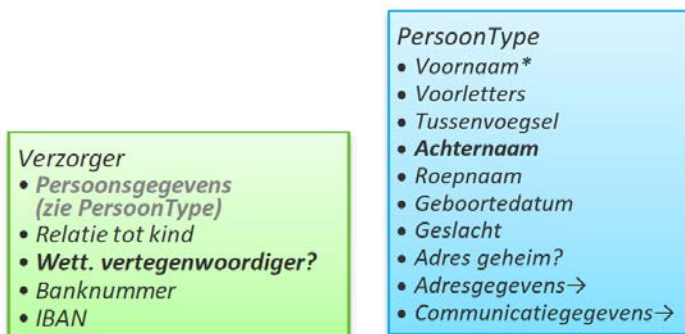 Verzorger
• Persoonsgegevens
(zie PersoonType)
• Relatie tot kind
• Wett. vertegenwoordiger?
• Banknummer
• IBAN
PersoonType
• Voornaam*
• Voorletters
• Tussenvoegsel
• Achternaam
• Roepnaam
• Geboortedatum
• Geslacht
• Adres geheim?
• Adresgegevens→
• Communicatiegegevens→